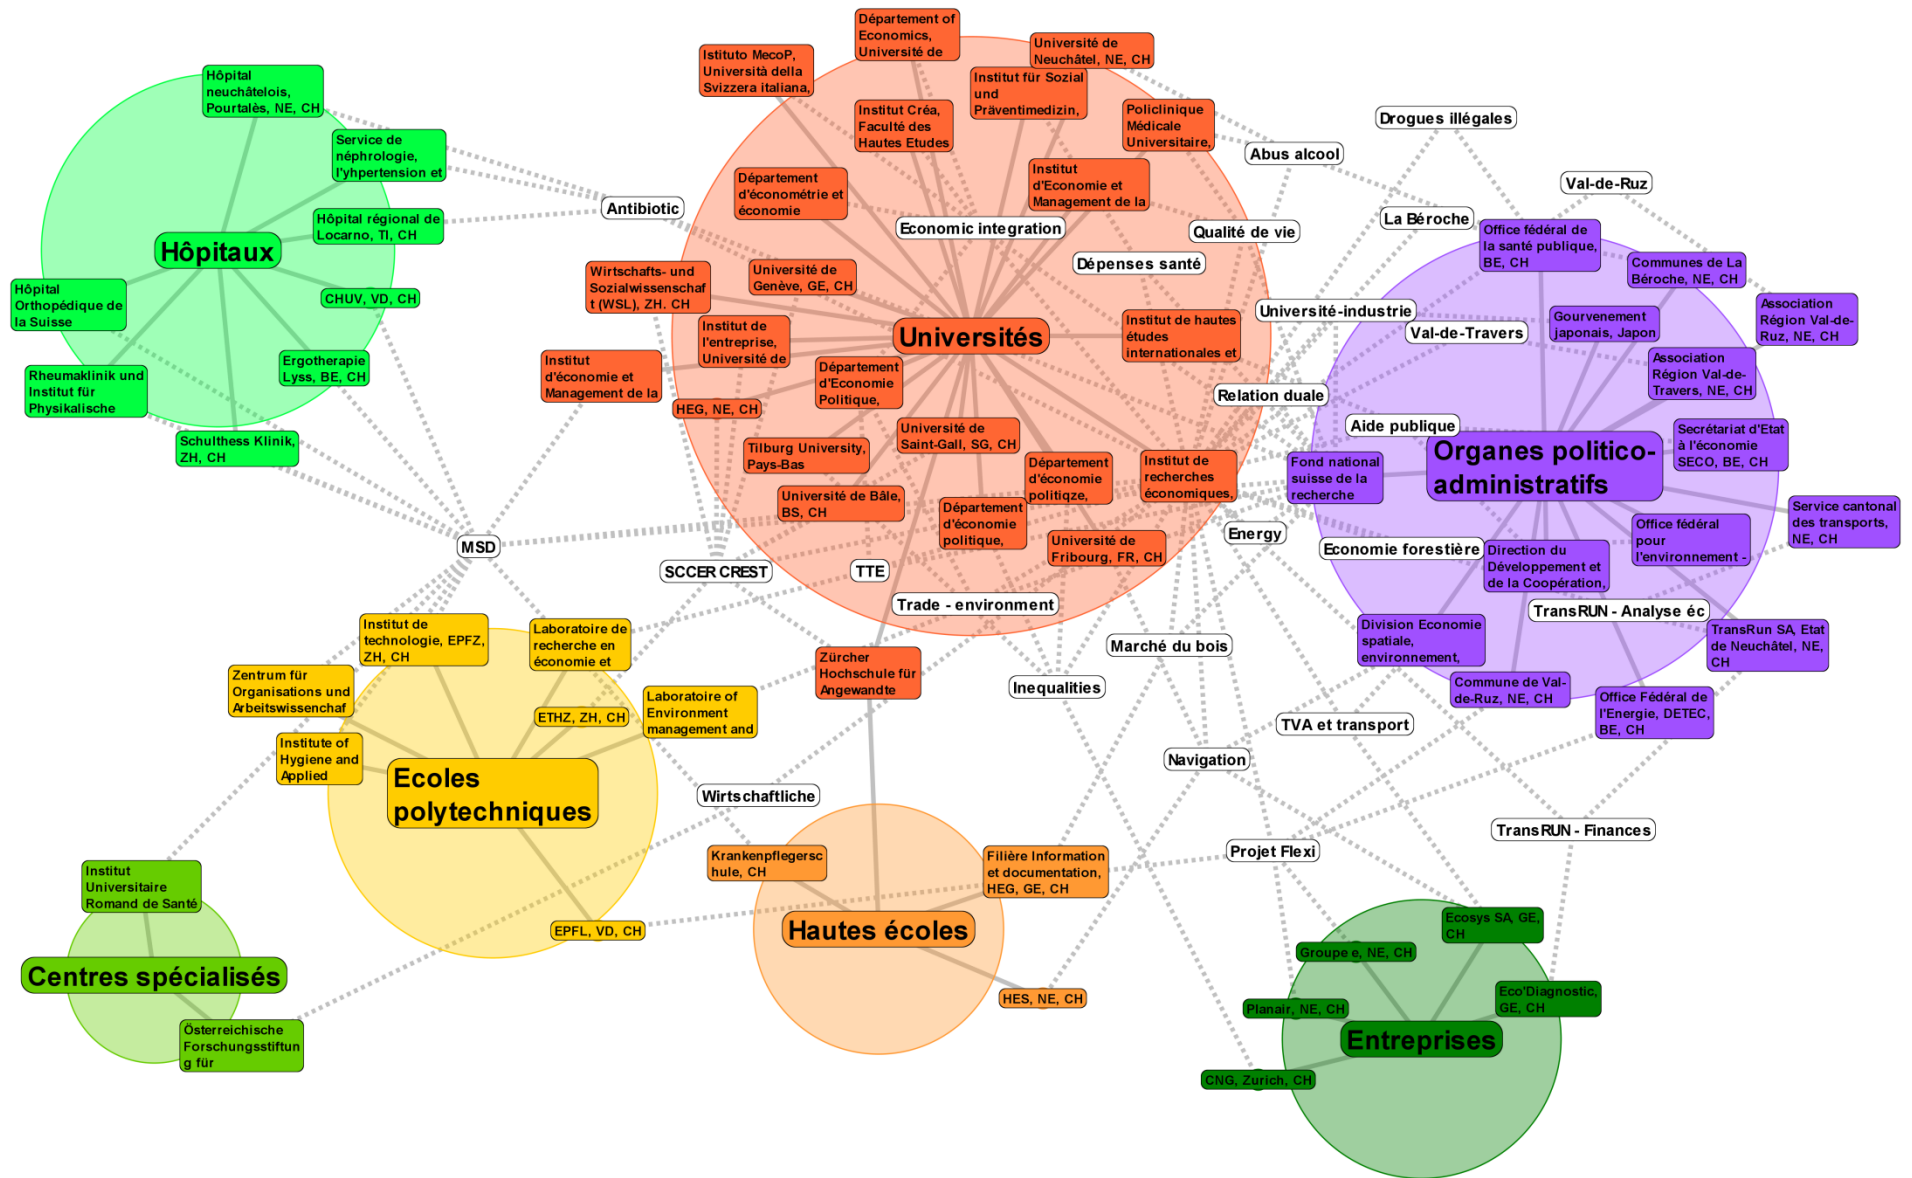 Département of
Economics,
Université de
Université de
Neuchâtel, NE, CH
Istituto MecoP,
Università della
Svizzera italiana,
Institut für Sozial
und
Präventimedizin,
Hôpital
neuchâtelois,
Pourtalès, NE, CH
Institut Créa,
Faculté des
Hautes Etudes
Policlinique
Médicale
Universitaire,
Drogues illégales
Service de
néphrologie,
l'yhpertension et
Abus alcool
Département
d'économétrie et
économie
Institut
d'Economie et
Management de la
Val-de-Ruz
Antibiotic
Hôpital régional de
Locarno, TI, CH
Economic integration
Qualité de vie
La Béroche
Office fédéral de
la santé publique,
BE, CH
Hôpitaux
Dépenses santé
Communes de La
Béroche, NE, CH
Wirtschafts- und
Sozialwissenschaf
t (WSL), ZH. CH
Université de
Genève, GE, CH
Hôpital
Orthopédique de
la Suisse
CHUV, VD, CH
Université-industrie
Gourvenement
japonais, Japon
Association
Région Val-de-
Ruz, NE, CH
Institut de
l'entreprise,
Université de
Universités
Institut de hautes
études
internationales et
Val-de-Travers
Ergotherapie
Lyss, BE, CH
Institut
d'économie et
Management de la
Département
d'Economie
Politique,
Association
Région Val-de-
Travers, NE, CH
Rheumaklinik und
Institut für
Physikalische
HEG, NE, CH
Relation duale
Aide publique
Schulthess Klinik,
ZH, CH
Tilburg University,
Pays-Bas
Université de
Saint-Gall, SG, CH
Secrétariat d'Etat
à l'économie
SECO, BE, CH
Département
d'économie
politiqze,
Institut de
recherches
économiques,
Fond national
suisse de la
recherche
Organes politico-
administratifs
Université de Bâle,
BS, CH
Département
d'économie
politique,
Service cantonal
des transports,
NE, CH
Office fédéral
pour
l'environnement -
MSD
Université de
Fribourg, FR, CH
Energy
Economie forestière
Direction du
Développement et
de la Coopération,
SCCER CREST
TTE
Trade - environment
TransRUN - Analyse éc
Institut de
technologie, EPFZ,
ZH, CH
Laboratoire de
recherche en
économie et
Marché du bois
Division Economie
spatiale,
environnement,
TransRun SA, Etat
de Neuchâtel, NE,
CH
Zürcher
Hochschule für
Angewandte
Zentrum für
Organisations und
Arbeitswissenchaf
Inequalities
Commune de Val-
de-Ruz, NE, CH
Laboratoire of
Environment
management and
Office Fédéral de
l'Energie, DETEC,
BE, CH
ETHZ, ZH, CH
TVA et transport
Institute of
Hygiene and
Applied
Navigation
Ecoles
polytechniques
Wirtschaftliche
TransRUN - Finances
Krankenpflegersc
hule, CH
Filière Information
et documentation,
HEG, GE, CH
Projet Flexi
Institut
Universitaire
Romand de Santé
EPFL, VD, CH
Hautes écoles
Ecosys SA, GE,
CH
Groupe e, NE, CH
Centres spécialisés
HES, NE, CH
Eco'Diagnostic,
GE, CH
Planair, NE, CH
Österreichische
Forschungsstiftun
g für
Entreprises
CNG, Zurich, CH